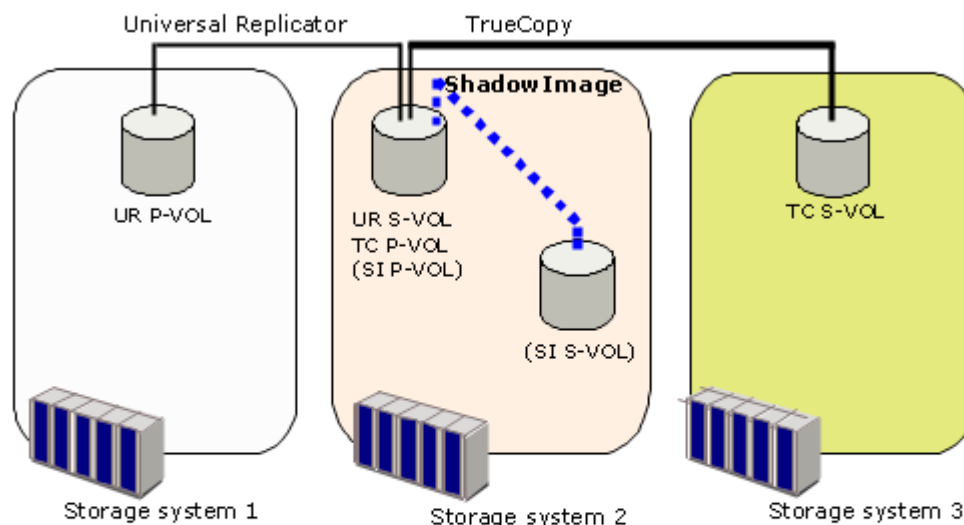 Universal Replicator
TrueCopy
ShadowImage
UR P-VOL
UR S-VOL
TC P-VOL
(SI P-VOL)
TC S-VOL
(SI S-VOL)
Storage system 1
Storage system 2
Storage system 3